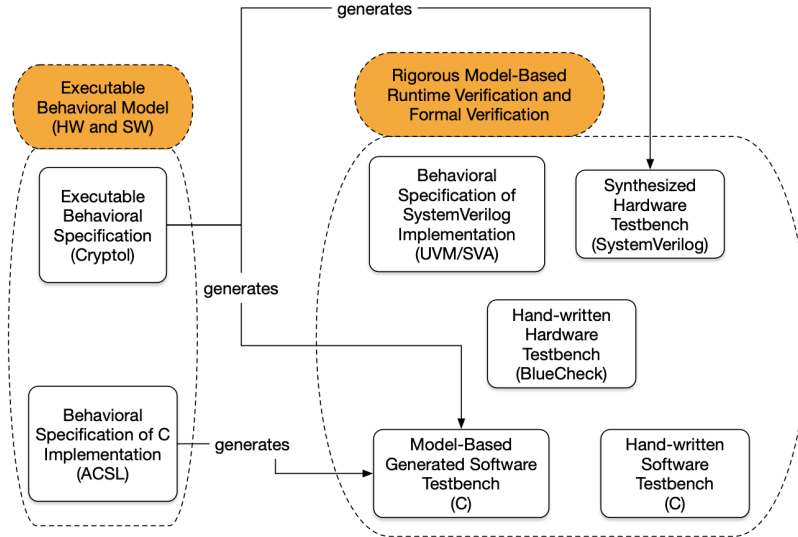 generates
Executable
Behavioral Model
(HW and SW)
Rigorous Model-Based
Runtime Verification and
Formal Verification
Executable
Behavioral
Specification
(Cryptol)
Behavioral
Specification of
SystemVerilog
Implementation
(UVM/SVA)
Synthesized
Hardware
Testbench
(SystemVerilog)
generates
Hand-written
Hardware
Testbench
(BlueCheck)
Behavioral
Specification of C
Implementation
(ACSL)
generates
Model-Based
Generated Software
Testbench
(C)
Hand-written
Software
Testbench
(C)